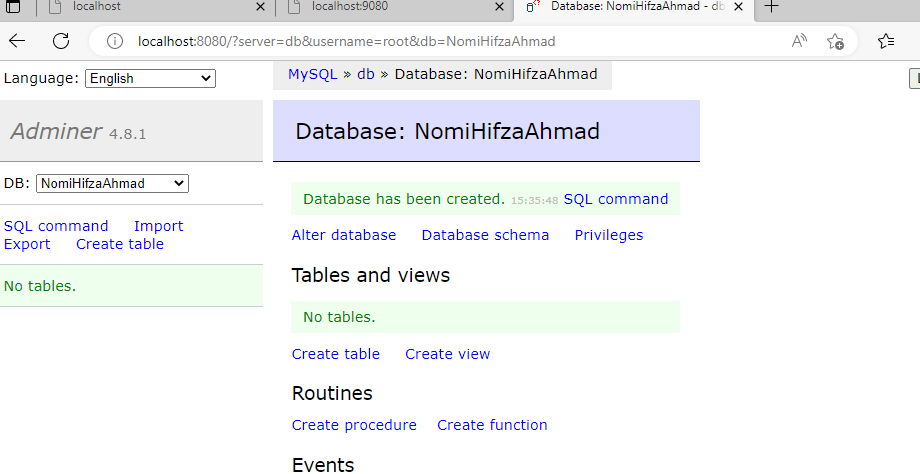 localhost
localhost:9080
Database: NomiHifzaAhmad - db
localhost:8080/?server=db&username=root&db=NomiHifzaAhmad
Language: English
MySQL » db » Database: NomiHifzaAhmad
Adminer 4.8.1
Database: NomiHifzaAhmad
DB: NomiHifzaAhmad
Database has been created. 15:35:48 SQL command
SQL command Import
Export Create table
Alter database Database schema Privileges
No tables.
Tables and views
No tables.
Create table Create view
Routines
Create procedure Create function
Events